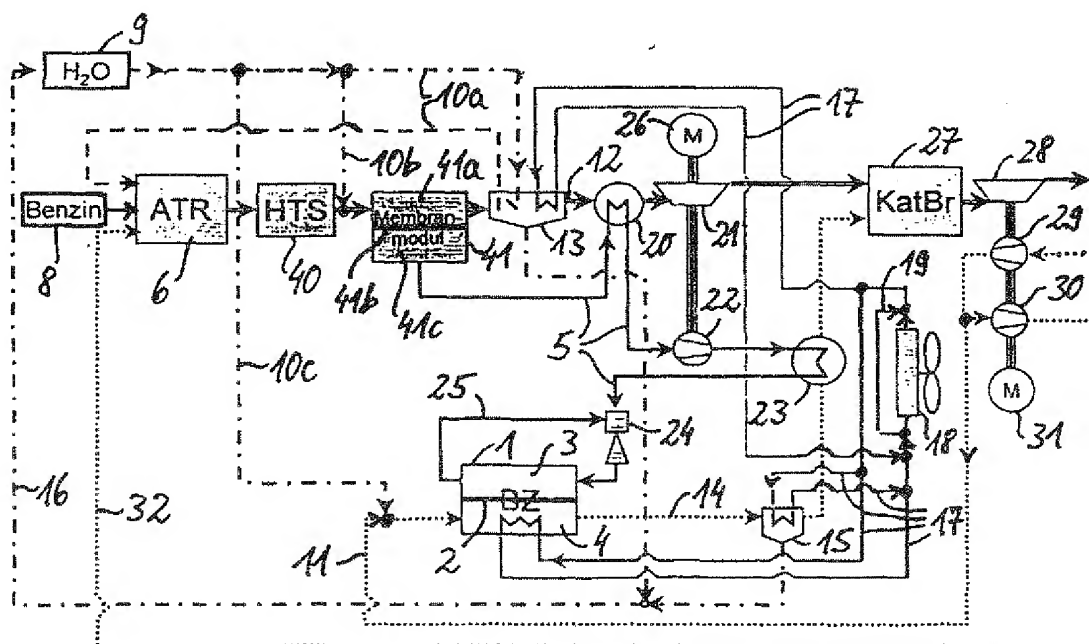 9
H₂O
10a
17
26
M
27
28
10b
41a
12
KatBr
Benzin
ATR
HTS
Membran-
modul
41
13
20
21
29
8
6
40
41b
41c
19
30
22
5
10c
23
18
M
31
25
24
1
3
BZ
14
16
32
2
4
15
17
11